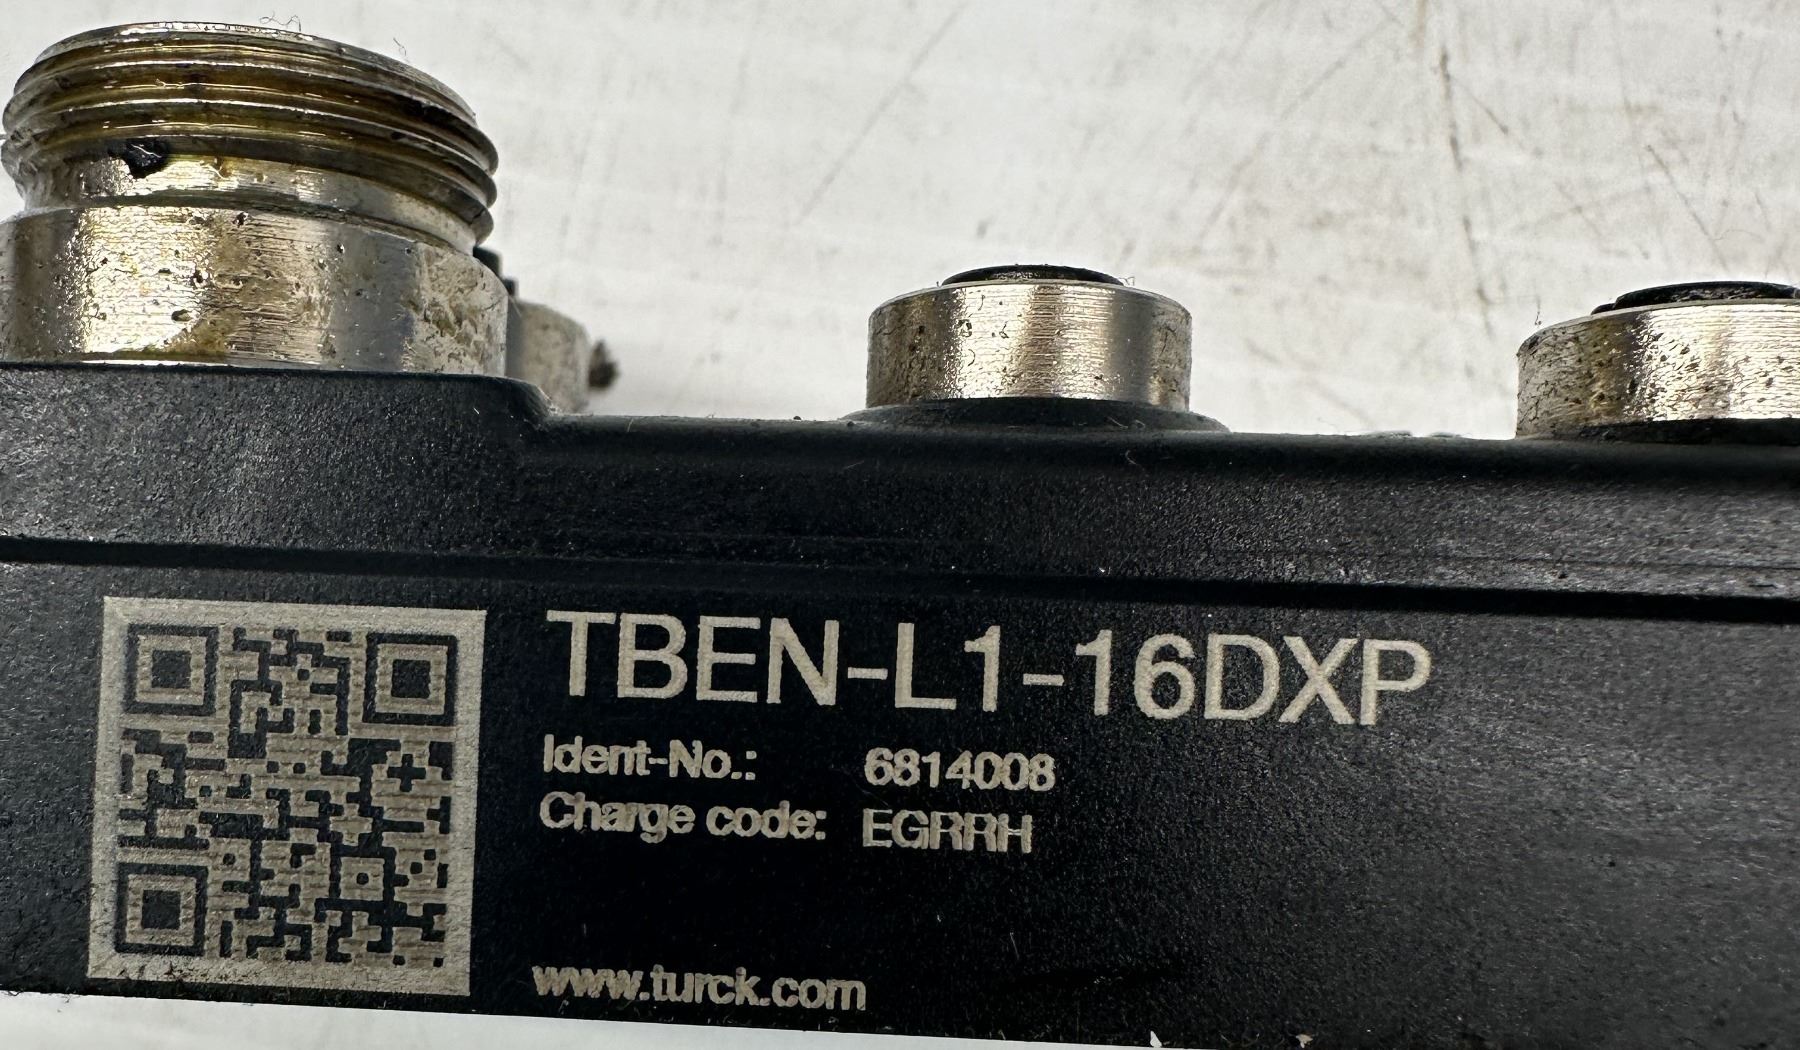 TBEN-L1-16DXP
Ident-No.: 6814008
Charge code: EGRRH
www.turck.com